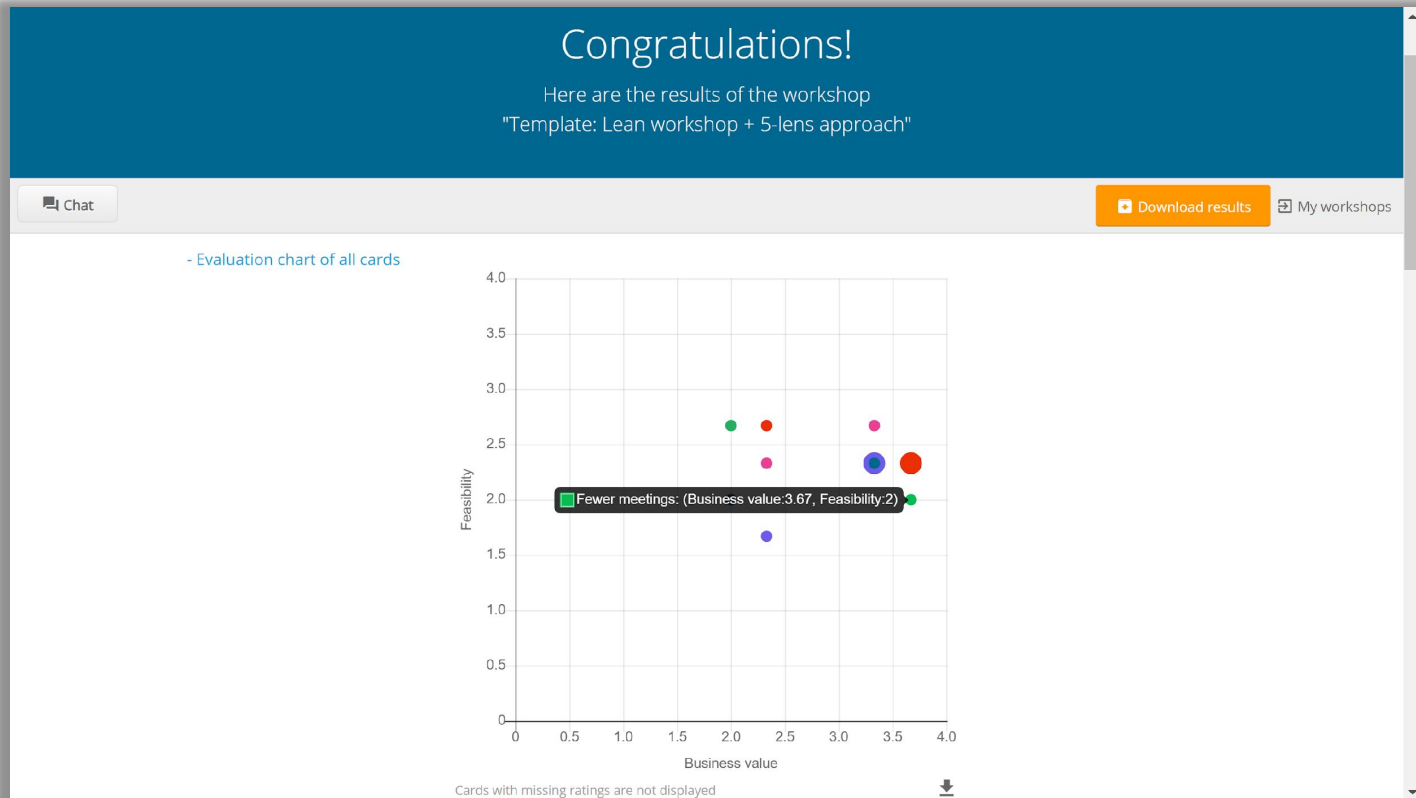 Congratulations!
Here are the results of the workshop
"Template: Lean workshop + 5-lens approach"
Chat
Download results
My workshops
- Evaluation chart of all cards
4.0
3.5
3.0
2.5
2.0
1.5
1.0
0.5
0
Feasibility
Fewer meetings: (Business value:3.67, Feasibility:2)
0 0.5 1.0 1.5 2.0 2.5 3.0 3.5 4.0
Business value
Cards with missing ratings are not displayed